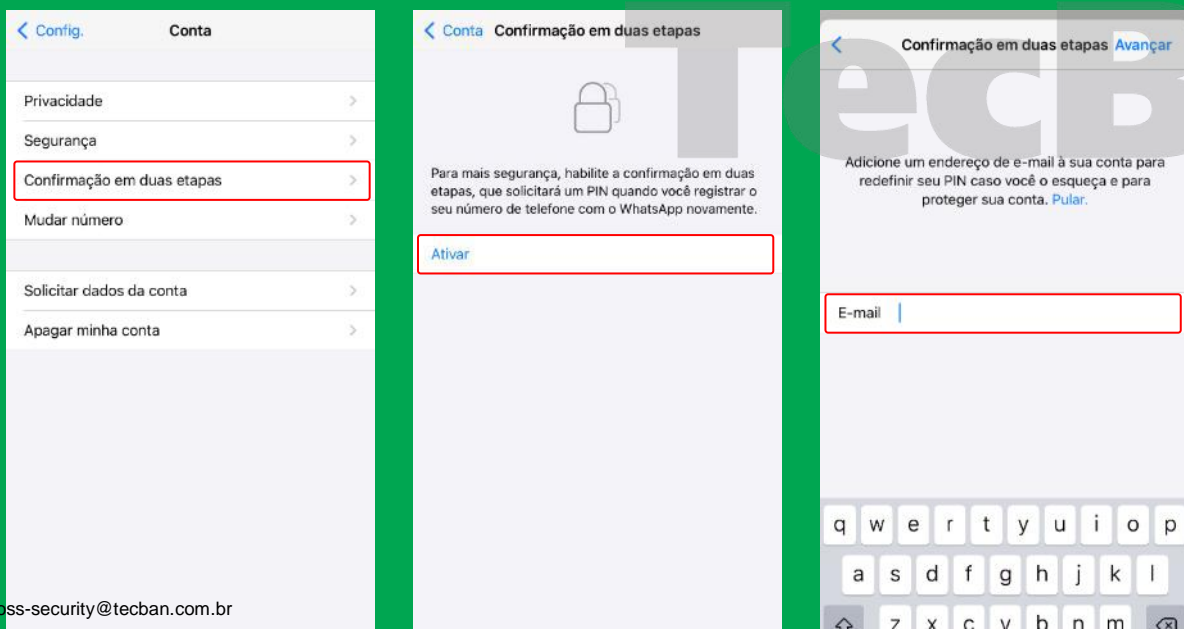 Config.
Conta
Privacidade
Segurança
Confirmação em duas etapas
Mudar número
Solicitar dados da conta
Apagar minha conta
Conta
Confirmação em duas etapas
Para mais segurança, habilite a confirmação em duas
etapas, que solicitará um PIN quando você registrar o
seu número de telefone com o WhatsApp novamente.
Ativar
Confirmação em duas etapas
Avançar
Adicione um endereço de e-mail à sua conta para
redefinir seu PIN caso você o esqueça e para
proteger sua conta. Pular.
E-mail
q w e r t y u i o p
a s d f g h j k l
z x c v b n m
oss-security@tecban.com.br
TecB